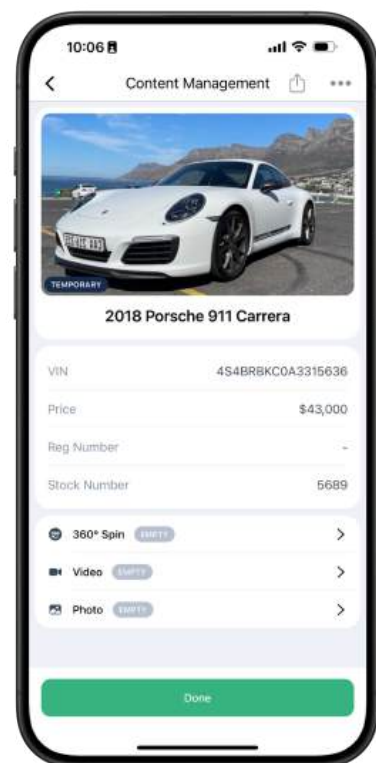 10:06
Content Management
TEMPORARY
2018 Porsche 911 Carrera
VIN 4S4BRBKC0A3315636
Price $43,000
Reg Number -
Stock Number 5689
360° Spin EMPTY
Video EMPTY
Photo EMPTY
Done